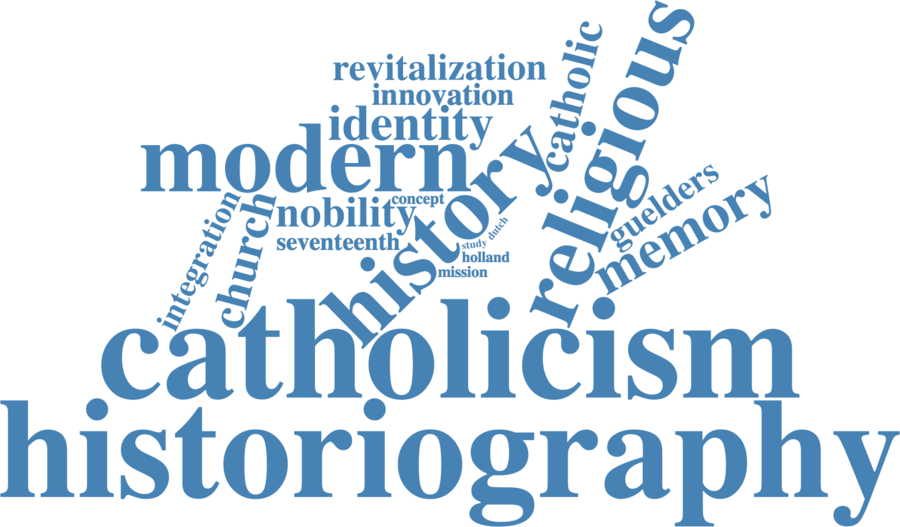 revitalization
innovation
identity
modern
catholic
religious
history
nobility
concept
seventeenth
study
dutch
holland
mission
guelders
memory
integration
church
catholicism
historiography